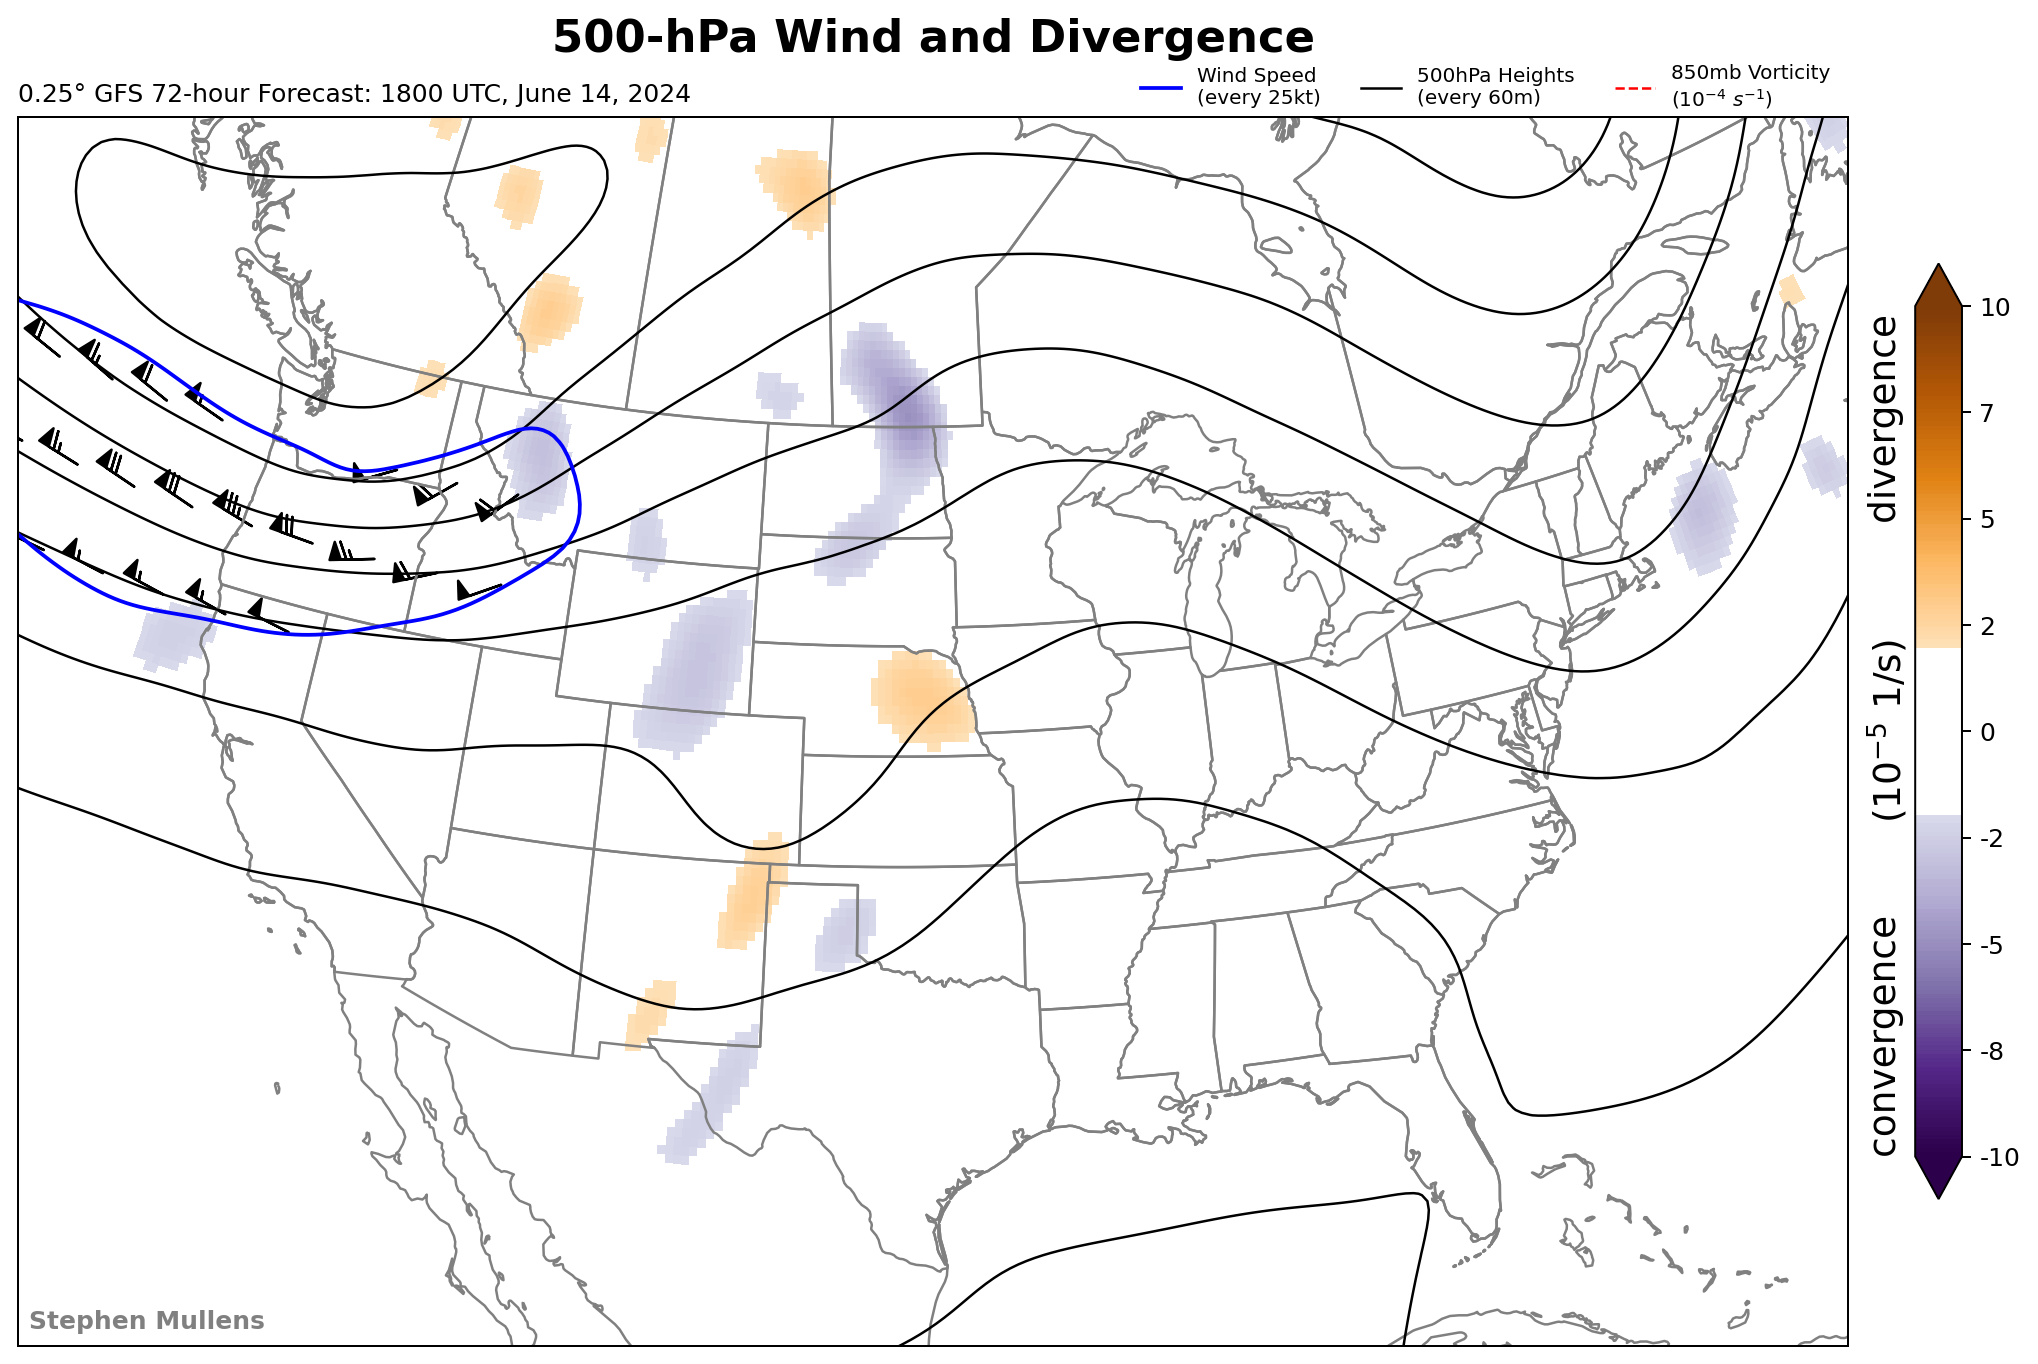 500-hPa Wind and Divergence
0.25° GFS 72-hour Forecast: 1800 UTC, June 14, 2024
Wind Speed
(every 25kt)
500hPa Heights
(every 60m)
850mb Vorticity
(10⁻⁴ s⁻¹)
10
7
5
2
0
-2
-5
-8
-10
convergence (10⁻⁵ 1/s) divergence
Stephen Mullens